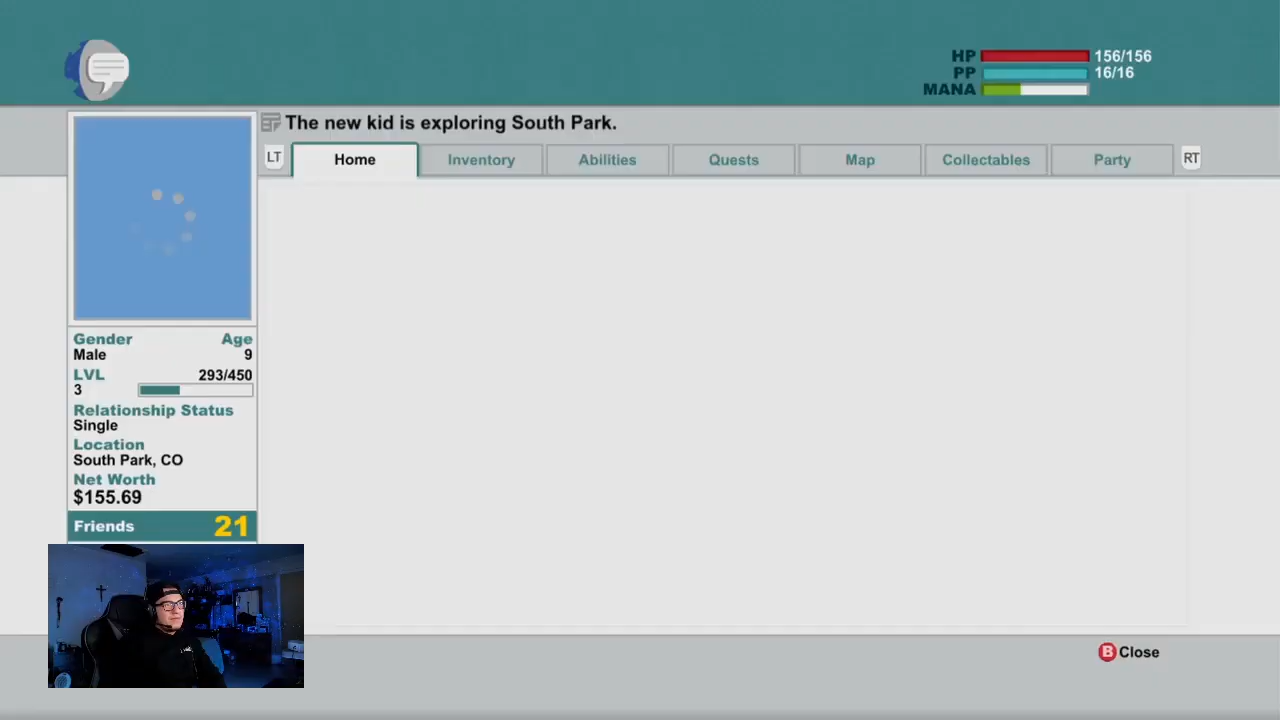 HP 156/156
PP 16/16
MANA
The new kid is exploring South Park.
LT Home Inventory Abilities Quests Map Collectables Party RT
Gender Age
Male 9
LVL 293/450
3
Relationship Status
Single
Location
South Park, CO
Net Worth
$155.69
Friends 21
B Close